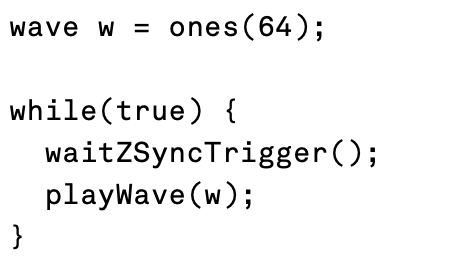 wave w = ones(64);

while(true) {
  waitZSyncTrigger();
  playWave(w);
}